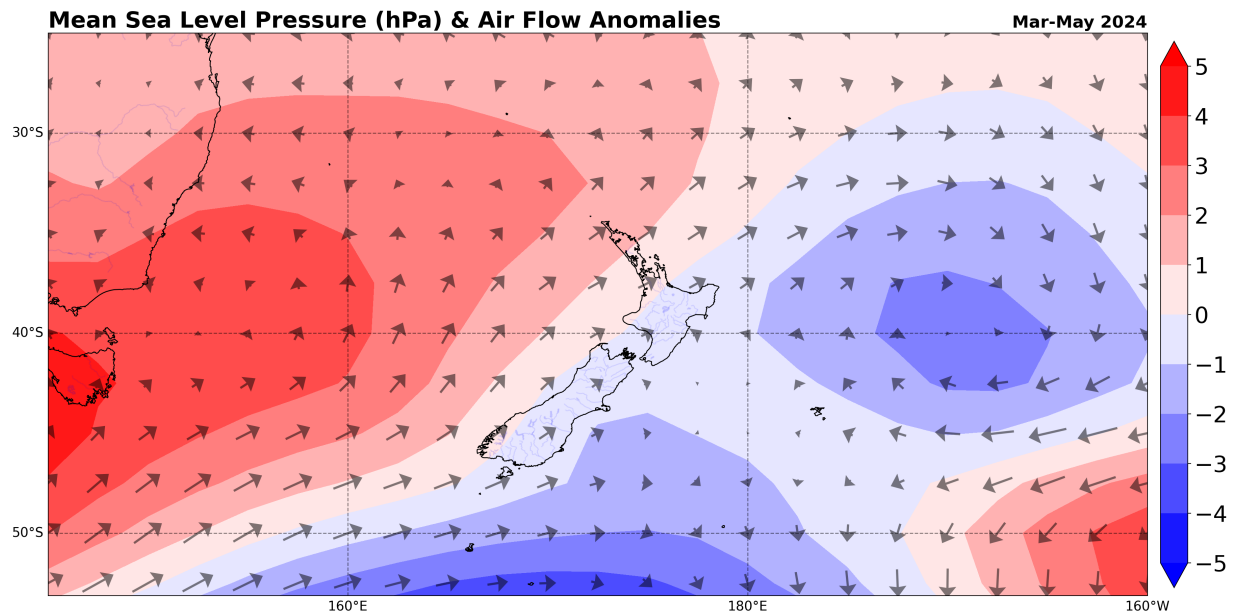 Mean Sea Level Pressure (hPa) & Air Flow Anomalies
Mar-May 2024
30°S
40°S
50°S
160°E
180°E
160°W
5
4
3
2
1
0
−1
−2
−3
−4
−5